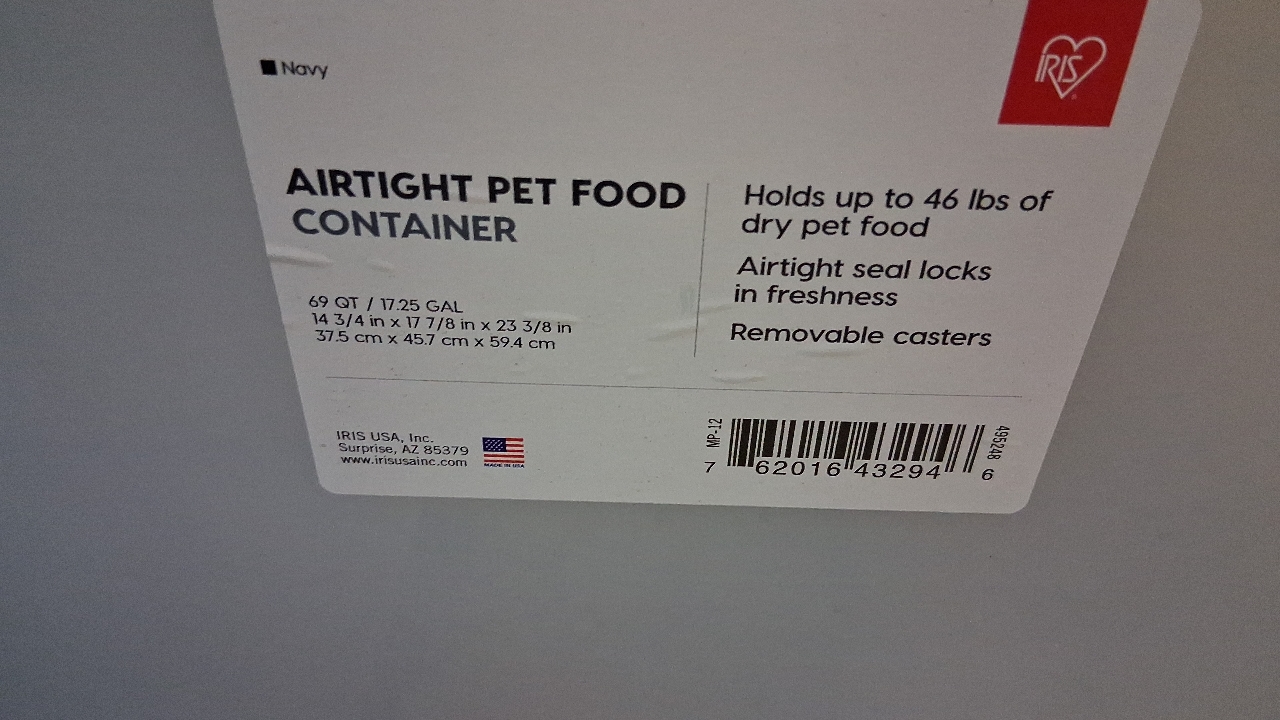 Navy
IRIS
AIRTIGHT PET FOOD
CONTAINER
69 QT / 17.25 GAL
14 3/4 in x 17 7/8 in x 23 3/8 in
37.5 cm x 45.7 cm x 59.4 cm
Holds up to 46 lbs of
dry pet food
Airtight seal locks
in freshness
Removable casters
IRIS USA, Inc.
Surprise, AZ 85379
www.irisusainc.com
MADE IN USA
MP-12
7 62016 43294 6
495248